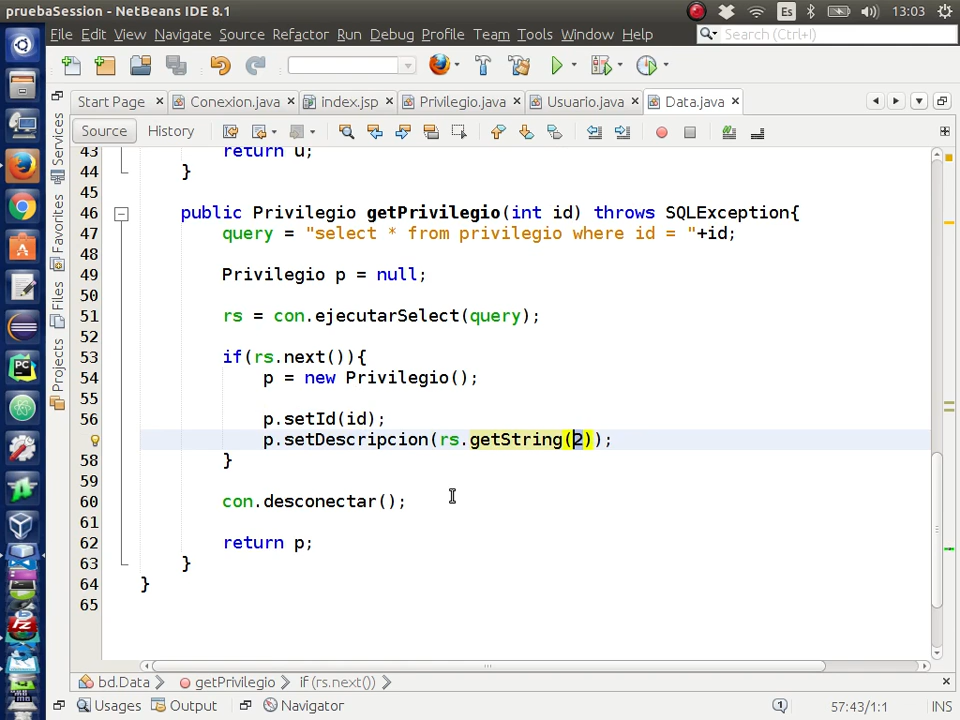 pruebaSession - NetBeans IDE 8.1
Es
13:03
File Edit View Navigate Source Refactor Run Debug Profile Team Tools Window Help
Search (Ctrl+I)
Start Page
Conexion.java
index.jsp
Privilegio.java
Usuario.java
Data.java
Source
History
Services
Favorites
Files
Projects
43 return u;
44 }
45
46 public Privilegio getPrivilegio(int id) throws SQLException{
47 query = "select * from privilegio where id = "+id;
48
49 Privilegio p = null;
50
51 rs = con.ejecutarSelect(query);
52
53 if(rs.next()){
54 p = new Privilegio();
55
56 p.setId(id);
p.setDescripcion(rs.getString(2));
58 }
59
60 con.desconectar();
61
62 return p;
63 }
64 }
65
bd.Data
getPrivilegio
if (rs.next())
Usages
Output
Navigator
1
57:43/1:1
INS